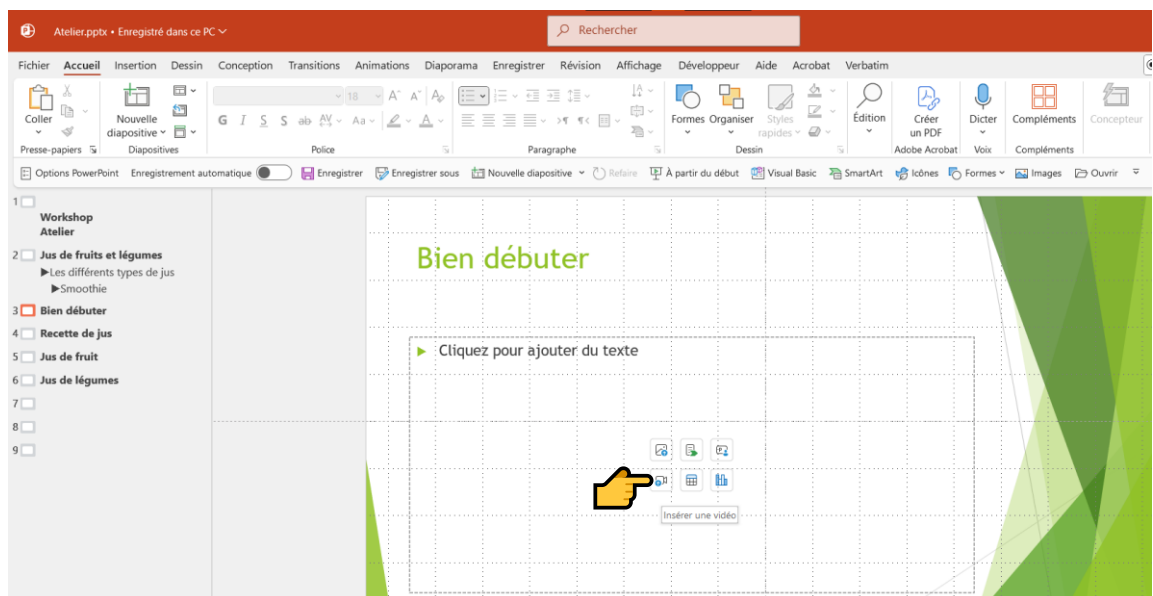 Atelier.pptx • Enregistré dans ce PC
Rechercher
Fichier Accueil Insertion Dessin Conception Transitions Animations Diaporama Enregistrer Révision Affichage Développeur Aide Acrobat Verbatim
Coller
Nouvelle
diapositive
18
Aa
G I S S ab AV Aa A
Formes Organiser Styles
rapides
Édition
Créer
un PDF
Dicter
Compléments
Concepteur
Presse-papiers Diapositives Police Paragraphe Dessin Adobe Acrobat Voix Compléments
Options PowerPoint Enregistrement automatique Enregistrer Enregistrer sous Nouvelle diapositive Refaire À partir du début Visual Basic SmartArt Icônes Formes Images Ouvrir
1
Workshop
Atelier
2 Jus de fruits et légumes
Les différents types de jus
Smoothie
3 Bien débuter
4 Recette de jus
5 Jus de fruit
6 Jus de légumes
7
8
9
Bien débuter
Cliquez pour ajouter du texte
Insérer une vidéo